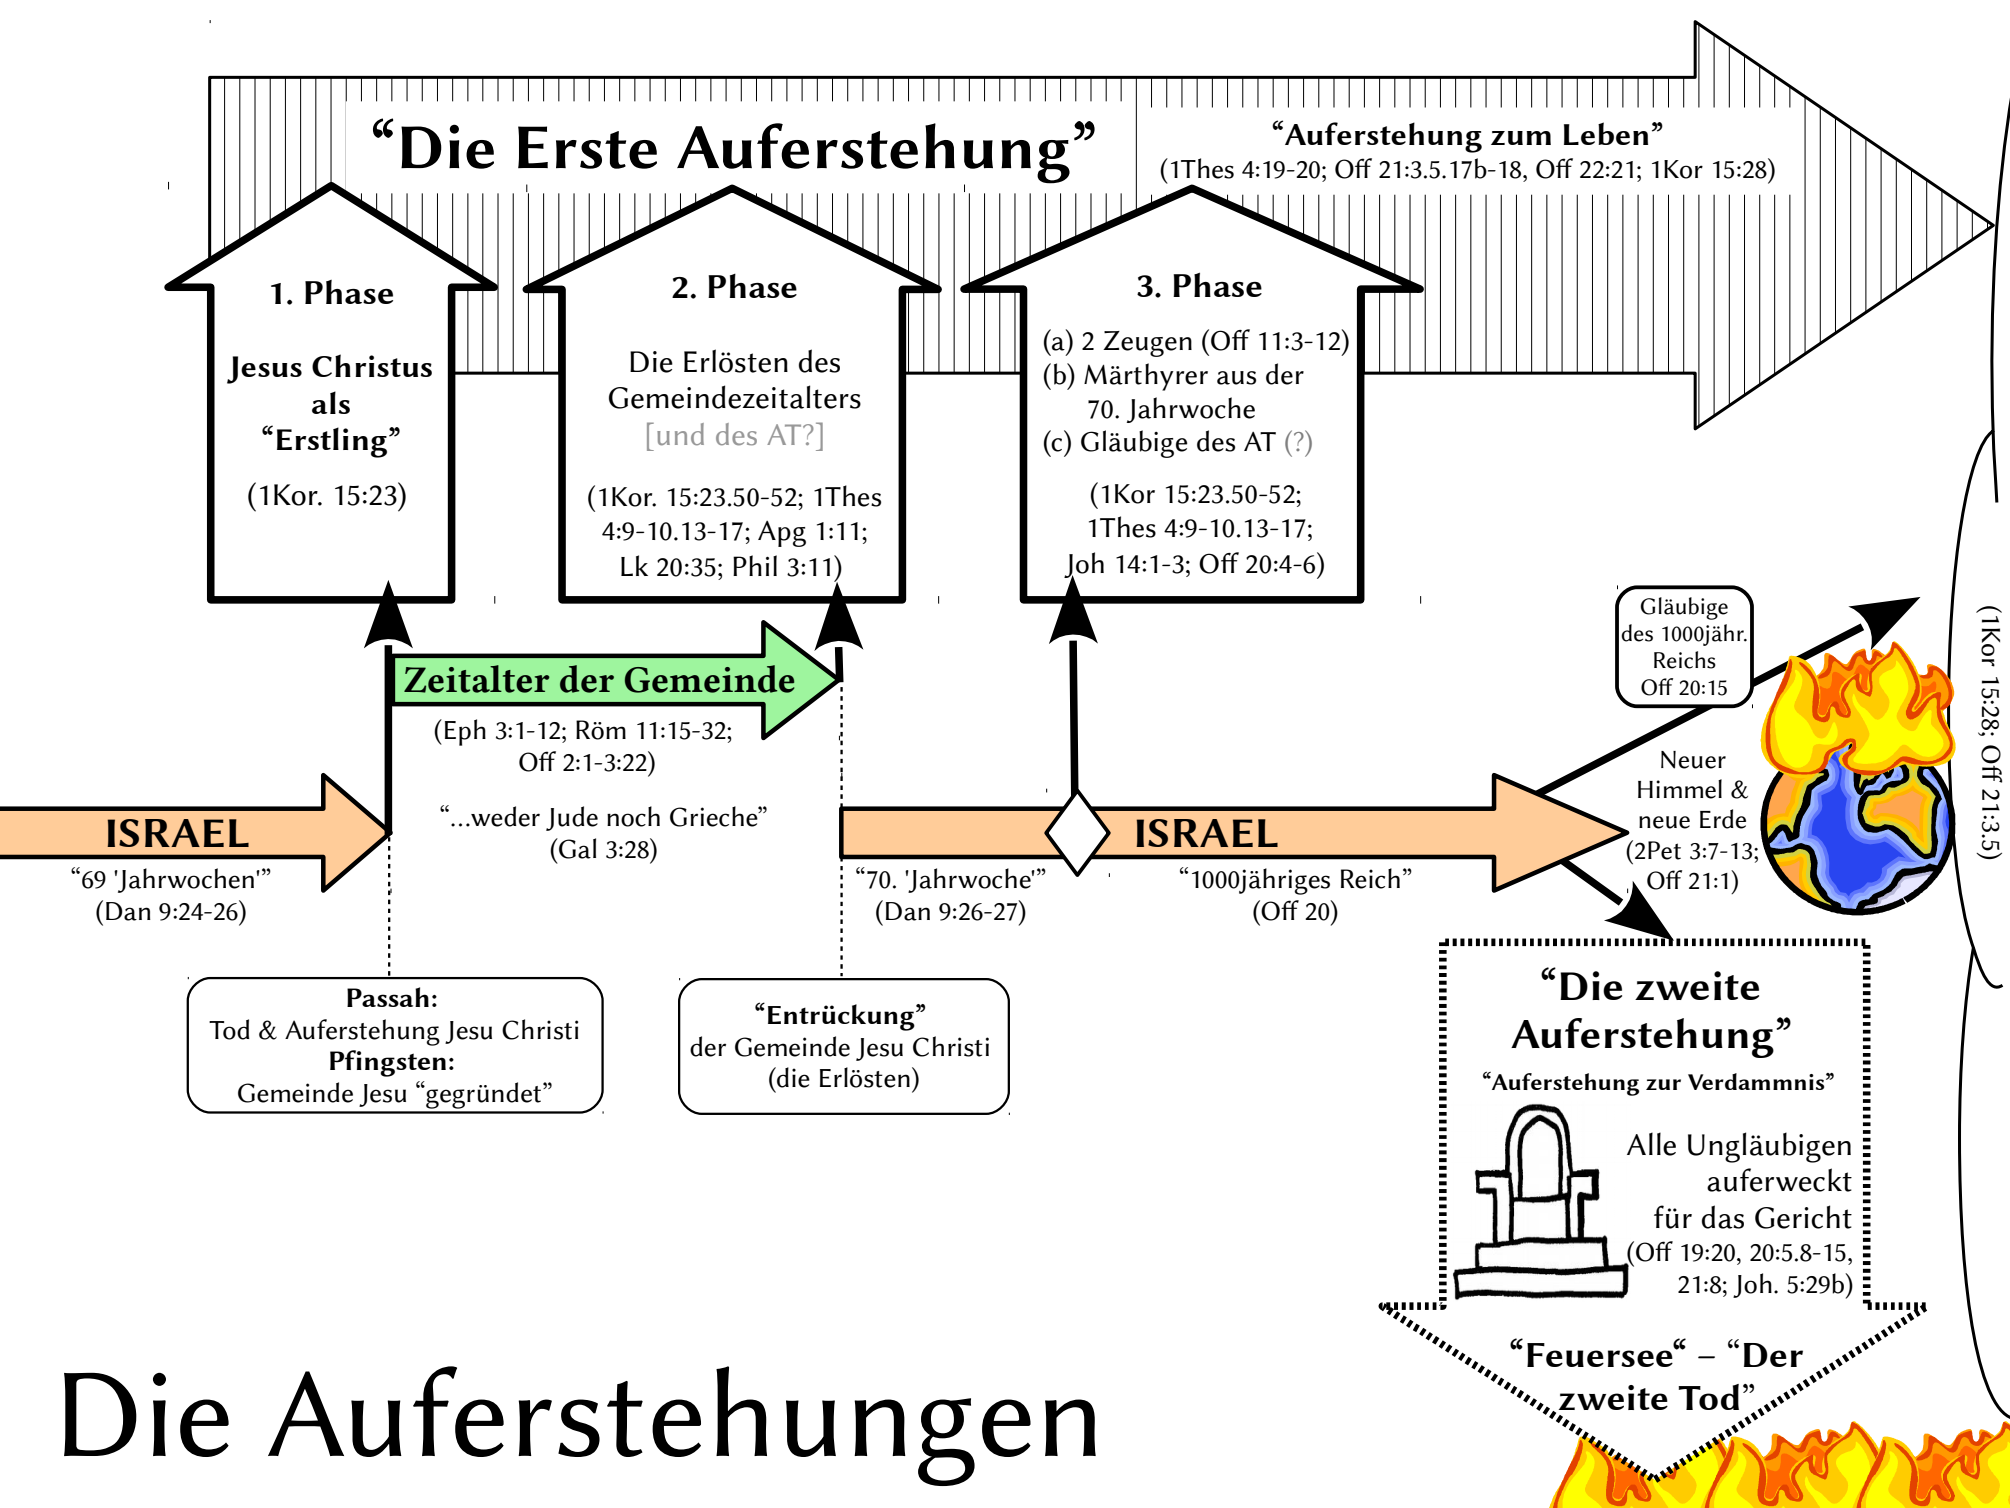 “Die Erste Auferstehung”
“Auferstehung zum Leben”
(1Thes 4:19-20; Off 21:3.5.17b-18, Off 22:21; 1Kor 15:28)
1. Phase
Jesus Christus
als
“Erstling”
(1Kor. 15:23)
2. Phase
Die Erlösten des
Gemeindezeitalters
[und des AT?]
(1Kor. 15:23.50-52; 1Thes
4:9-10.13-17; Apg 1:11;
Lk 20:35; Phil 3:11)
3. Phase
(a) 2 Zeugen (Off 11:3-12)
(b) Märthyrer aus der
70. Jahrwoche
(c) Gläubige des AT (?)
(1Kor 15:23.50-52;
1Thes 4:9-10.13-17;
Joh 14:1-3; Off 20:4-6)
Zeitalter der Gemeinde
(Eph 3:1-12; Röm 11:15-32;
Off 2:1-3:22)
“...weder Jude noch Grieche”
(Gal 3:28)
ISRAEL
“69 'Jahrwochen'”
(Dan 9:24-26)
ISRAEL
“70. 'Jahrwoche'”
(Dan 9:26-27)
“1000jähriges Reich”
(Off 20)
Gläubige
des 1000jähr.
Reichs
Off 20:15
Neuer
Himmel &
neue Erde
(2Pet 3:7-13;
Off 21:1)
(1Kor 15:28; Off 21:3.5)
Passah:
Tod & Auferstehung Jesu Christi
Pfingsten:
Gemeinde Jesu “gegründet”
“Entrückung”
der Gemeinde Jesu Christi
(die Erlösten)
“Die zweite
Auferstehung”
“Auferstehung zur Verdammnis”
Alle Ungläubigen
auferweckt
für das Gericht
(Off 19:20, 20:5.8-15,
21:8; Joh. 5:29b)
“Feuersee“ – “Der
zweite Tod”
Die Auferstehungen